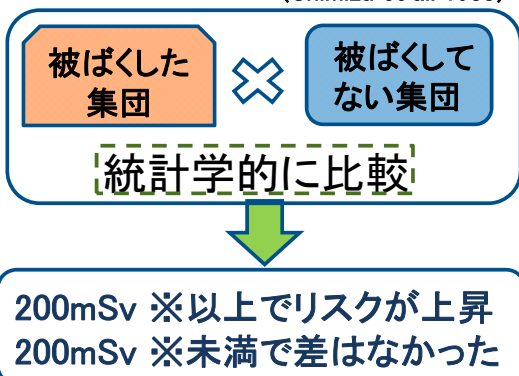 被ばくした
集団
被ばくして
ない集団
統計学的に比較
200mSv ※以上でリスクが上昇
200mSv ※未満で差はなかった